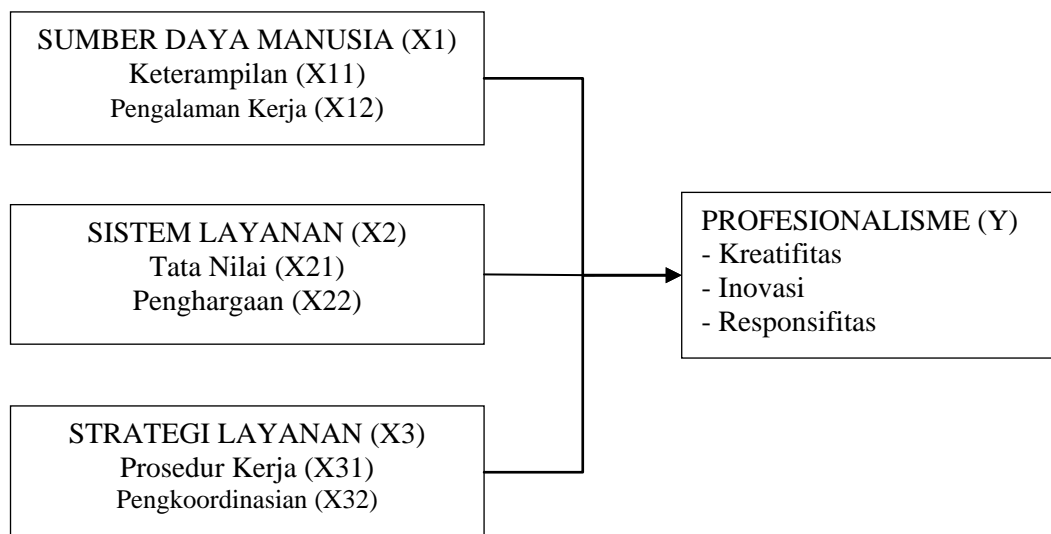 SUMBER DAYA MANUSIA (X1)
Keterampilan (X11)
Pengalaman Kerja (X12)
SISTEM LAYANAN (X2)
Tata Nilai (X21)
Penghargaan (X22)
STRATEGI LAYANAN (X3)
Prosedur Kerja (X31)
Pengkoordinasian (X32)
PROFESIONALISME (Y)
- Kreatifitas
- Inovasi
- Responsifitas